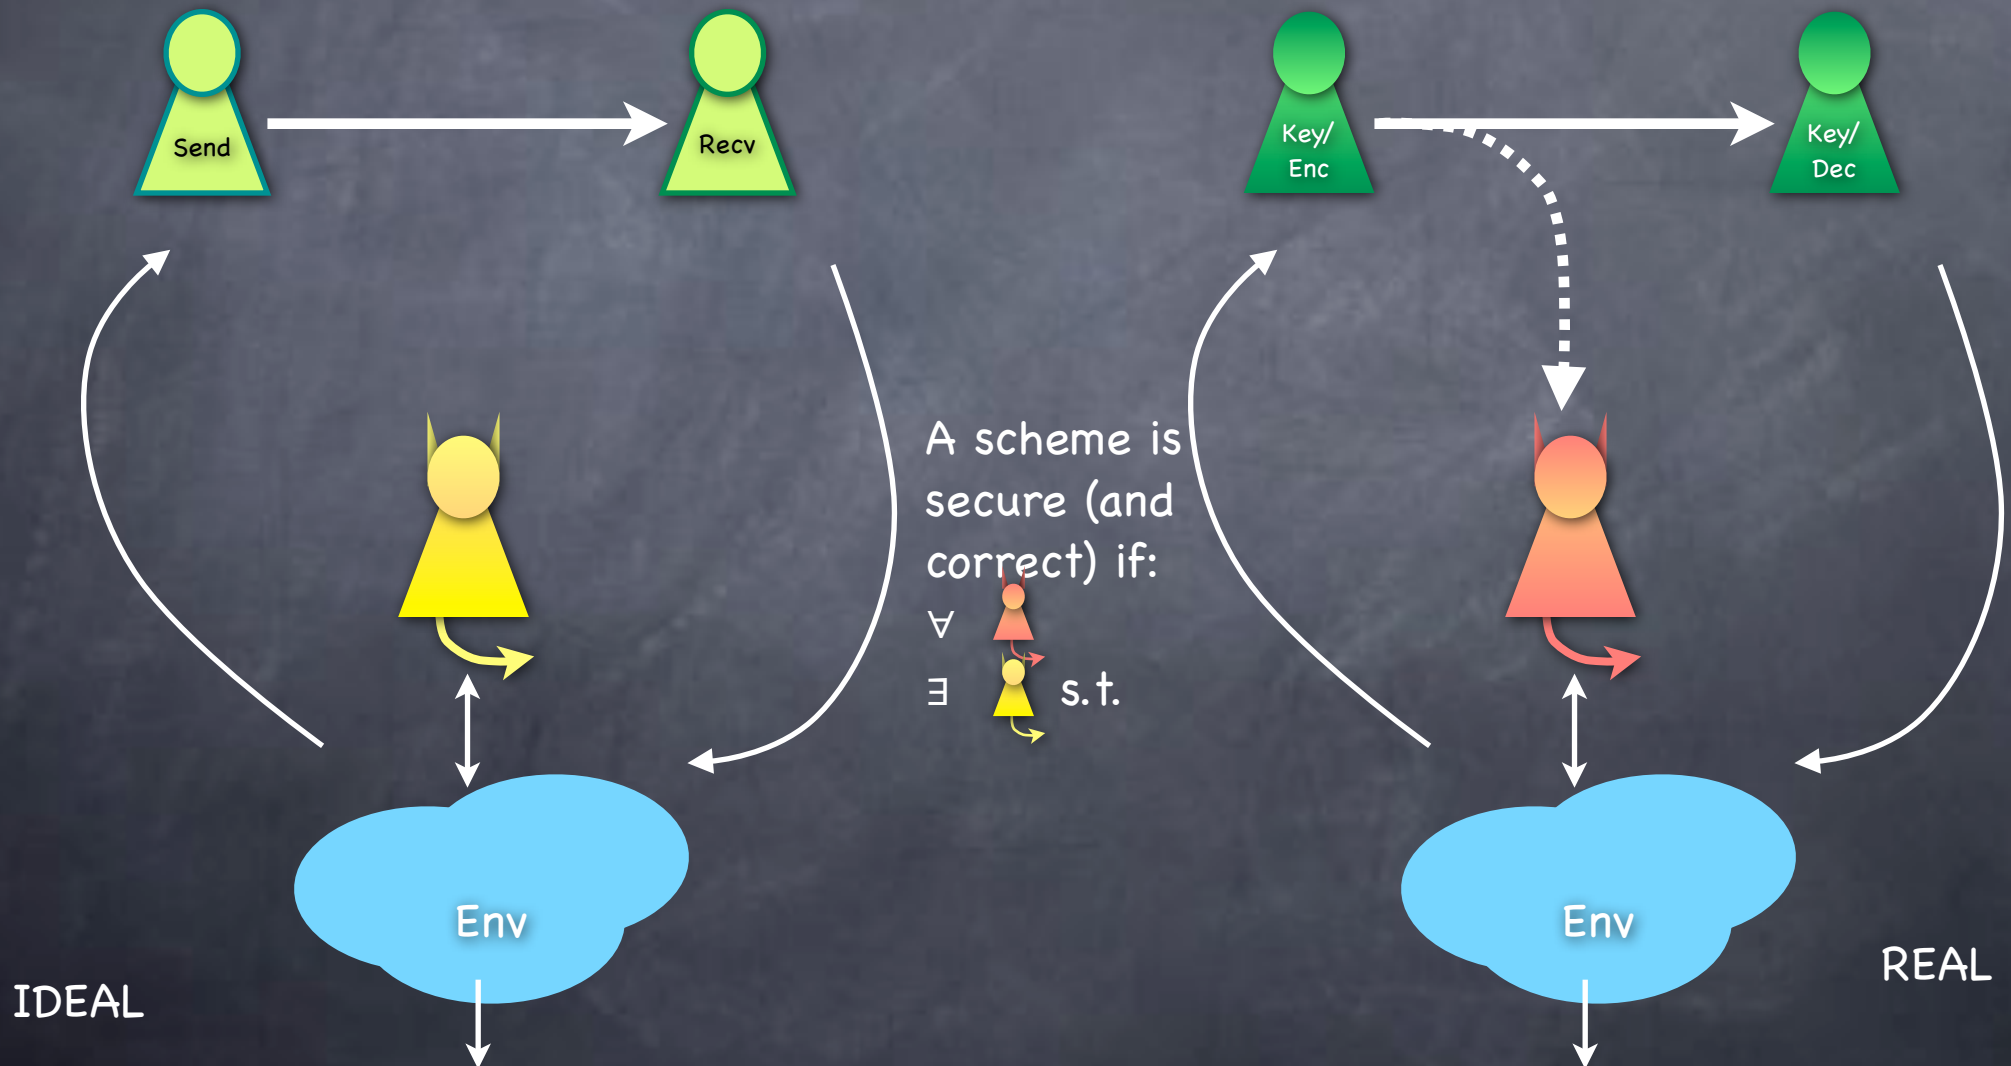 Send
Recv
Key/
Enc
Key/
Dec
A scheme is
secure (and
correct) if:
∀
∃ s.t.
Env
Env
IDEAL
REAL